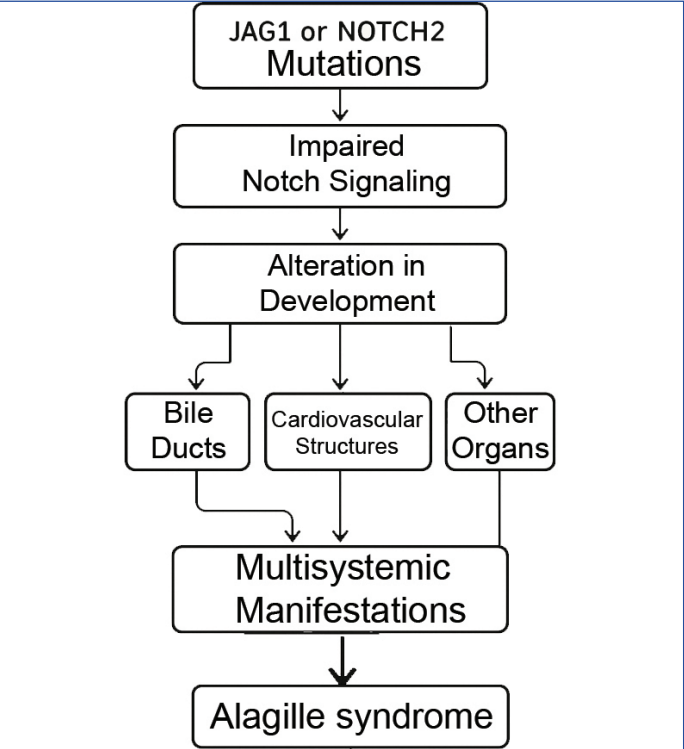 JAG1 or NOTCH2
Mutations
Impaired
Notch Signaling
Alteration in
Development
Bile
Ducts
Cardiovascular
Structures
Other
Organs
Multisystemic
Manifestations
Alagille syndrome